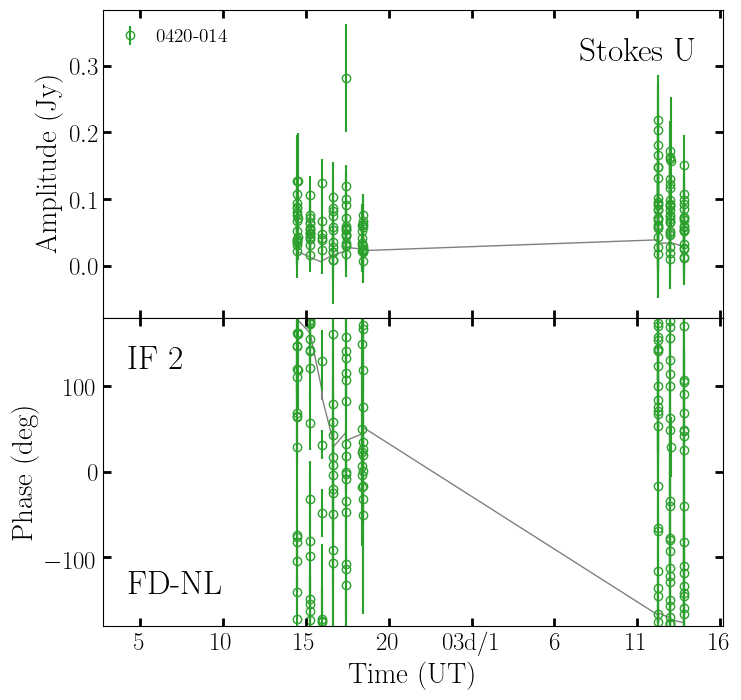 0420-014
Stokes U
Amplitude (Jy)
0.3
0.2
0.1
0.0
IF 2
FD-NL
Phase (deg)
100
0
−100
5 10 15 20 03d/1 6 11 16
Time (UT)